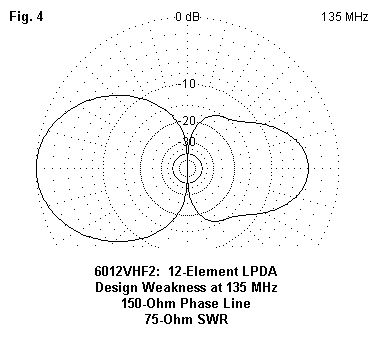 Fig. 4
0 dB
135 MHz
-10
-20
-30
6012VHF2: 12-Element LPDA
Design Weakness at 135 MHz
150-Ohm Phase Line
75-Ohm SWR